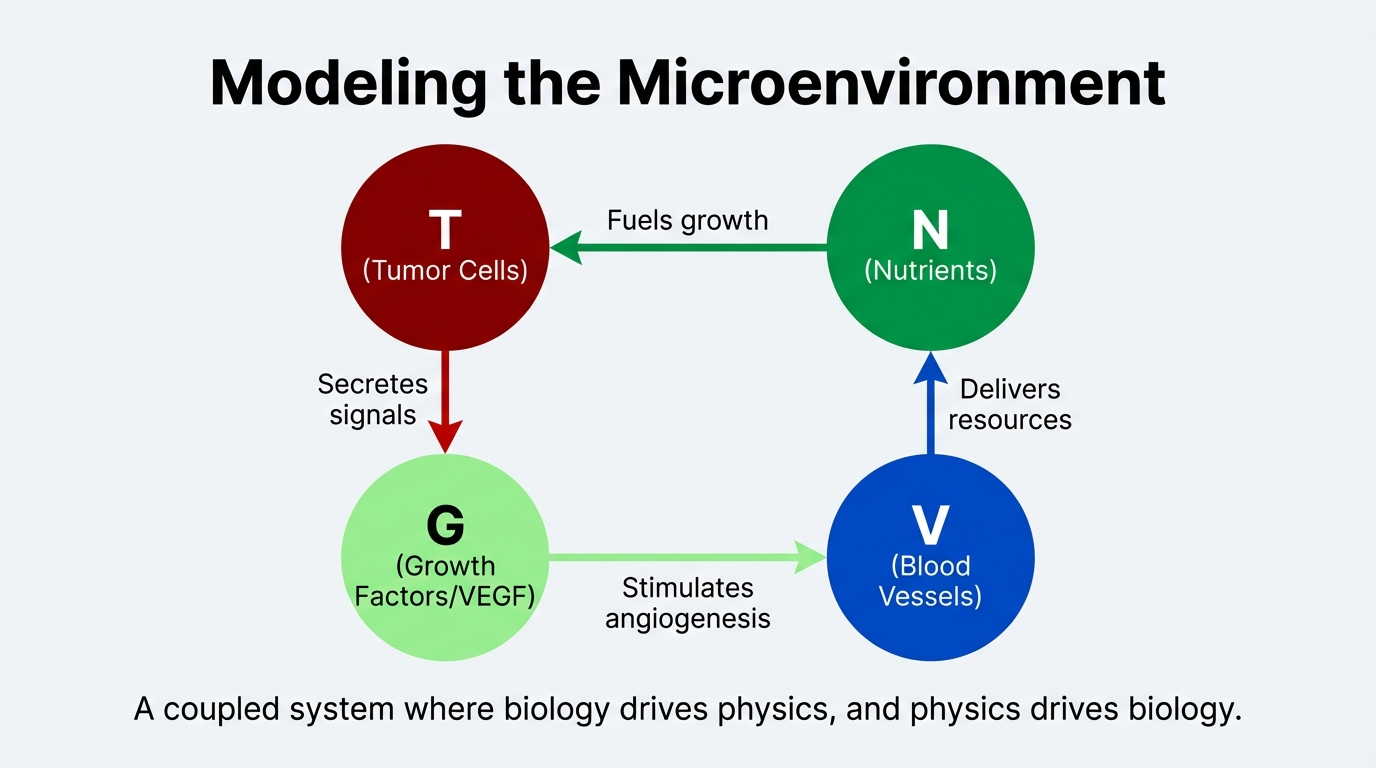 Modeling the Microenvironment
T
(Tumor Cells)
Fuels growth
N
(Nutrients)
Secretes
signals
Delivers
resources
G
(Growth
Factors/VEGF)
Stimulates
angiogenesis
V
(Blood
Vessels)
A coupled system where biology drives physics, and physics drives biology.